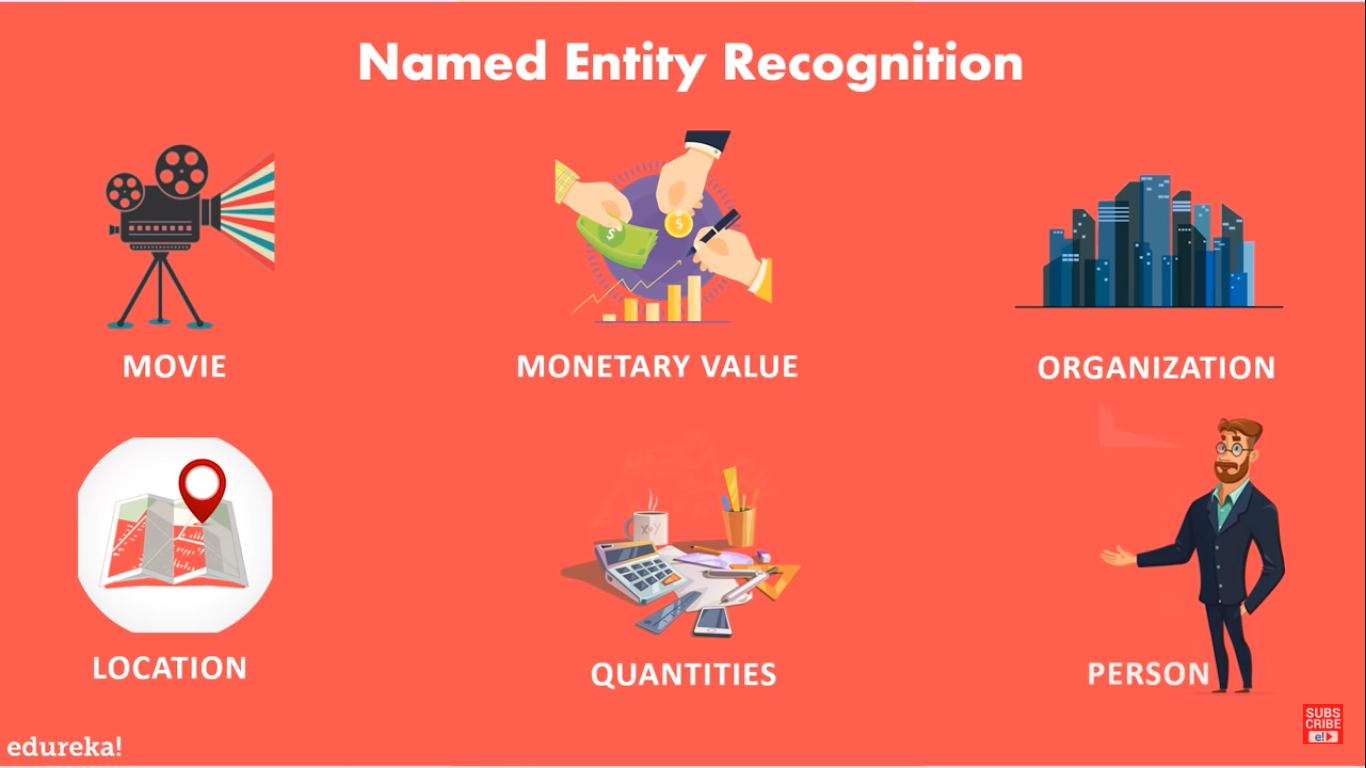 Named Entity Recognition
MOVIE
MONETARY VALUE
ORGANIZATION
X=Y
LOCATION
QUANTITIES
PERSON
edureka!
SUBS
CRIBE
e!